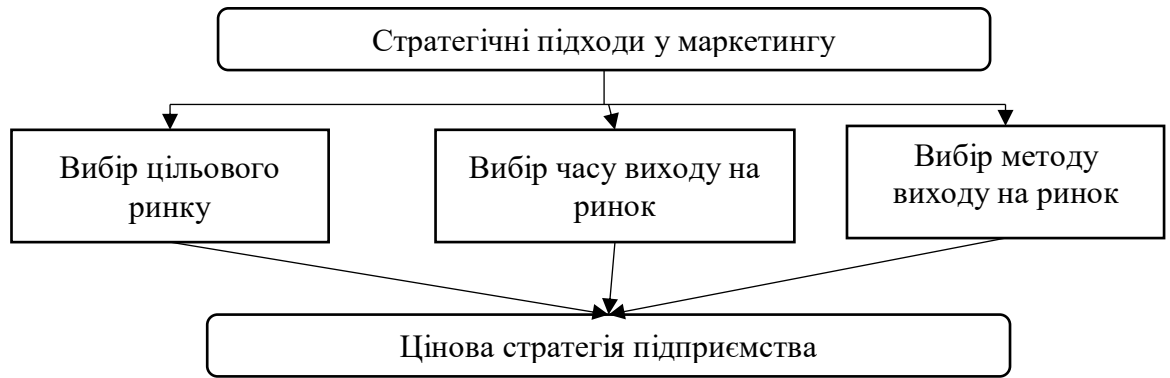 Стратегічні підходи у маркетингу
Вибір цільового
ринку
Вибір часу виходу на
ринок
Вибір методу
виходу на ринок
Цінова стратегія підприємства